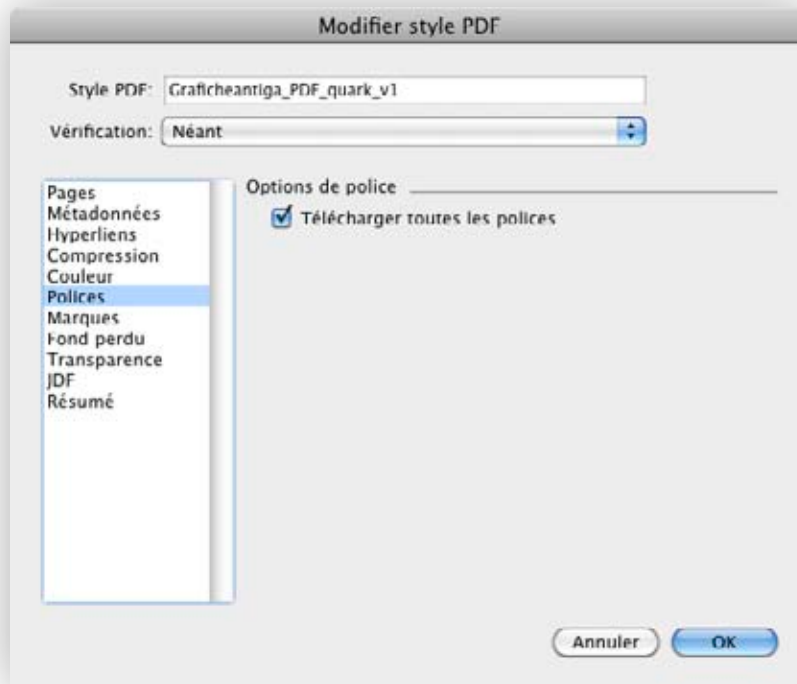 Modifier style PDF
Style PDF: Graficheantiga_PDF_quark_v1
Vérification: Néant
Pages
Métadonnées
Hyperliens
Compression
Couleur
Polices
Marques
Fond perdu
Transparence
JDF
Résumé
Options de police
Télécharger toutes les polices
Annuler OK